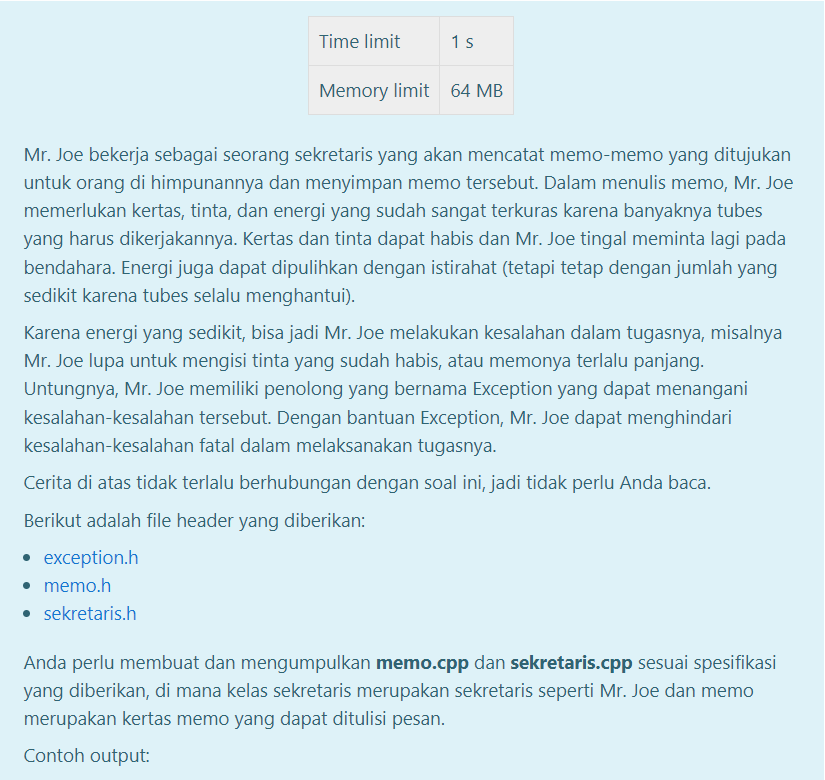 Time limit 1 s
Memory limit 64 MB
Mr. Joe bekerja sebagai seorang sekretaris yang akan mencatat memo-memo yang ditujukan
untuk orang di himpunannya dan menyimpan memo tersebut. Dalam menulis memo, Mr. Joe
memerlukan kertas, tinta, dan energi yang sudah sangat terkuras karena banyaknya tubes
yang harus dikerjakannya. Kertas dan tinta dapat habis dan Mr. Joe tingal meminta lagi pada
bendahara. Energi juga dapat dipulihkan dengan istirahat (tetapi tetap dengan jumlah yang
sedikit karena tubes selalu menghantui).
Karena energi yang sedikit, bisa jadi Mr. Joe melakukan kesalahan dalam tugasnya, misalnya
Mr. Joe lupa untuk mengisi tinta yang sudah habis, atau memonya terlalu panjang.
Untungnya, Mr. Joe memiliki penolong yang bernama Exception yang dapat menangani
kesalahan-kesalahan tersebut. Dengan bantuan Exception, Mr. Joe dapat menghindari
kesalahan-kesalahan fatal dalam melaksanakan tugasnya.
Cerita di atas tidak terlalu berhubungan dengan soal ini, jadi tidak perlu Anda baca.
Berikut adalah file header yang diberikan:
• exception.h
• memo.h
• sekretaris.h
Anda perlu membuat dan mengumpulkan memo.cpp dan sekretaris.cpp sesuai spesifikasi
yang diberikan, di mana kelas sekretaris merupakan sekretaris seperti Mr. Joe dan memo
merupakan kertas memo yang dapat ditulisi pesan.
Contoh output: